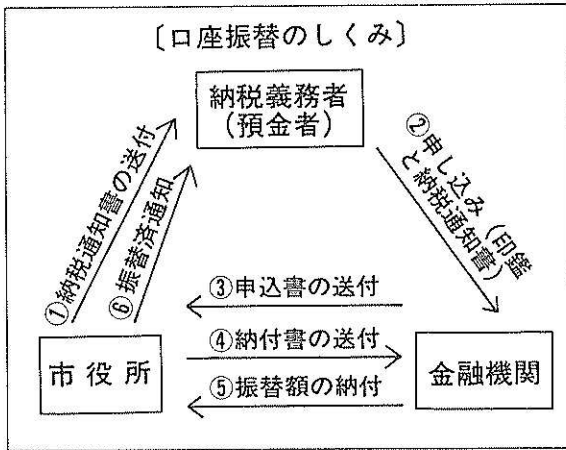 〔口座振替のしくみ〕
納税義務者
(預金者)
①納税通知書の送付
⑥振替済通知
②申し込み(印鑑
と納税通知書)
③申込書の送付
④納付書の送付
⑤振替額の納付
市役所
金融機関